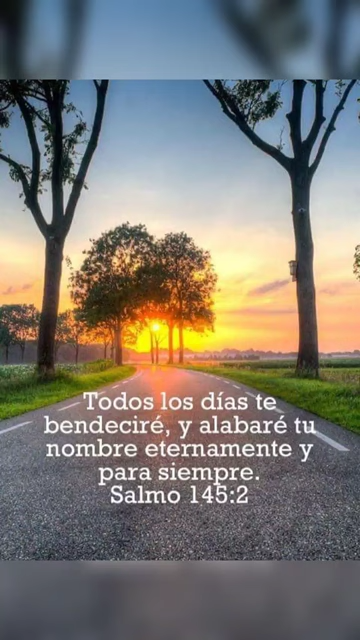 Todos los días te
bendeciré, y alabaré tu
nombre eternamente y
para siempre.
Salmo 145:2